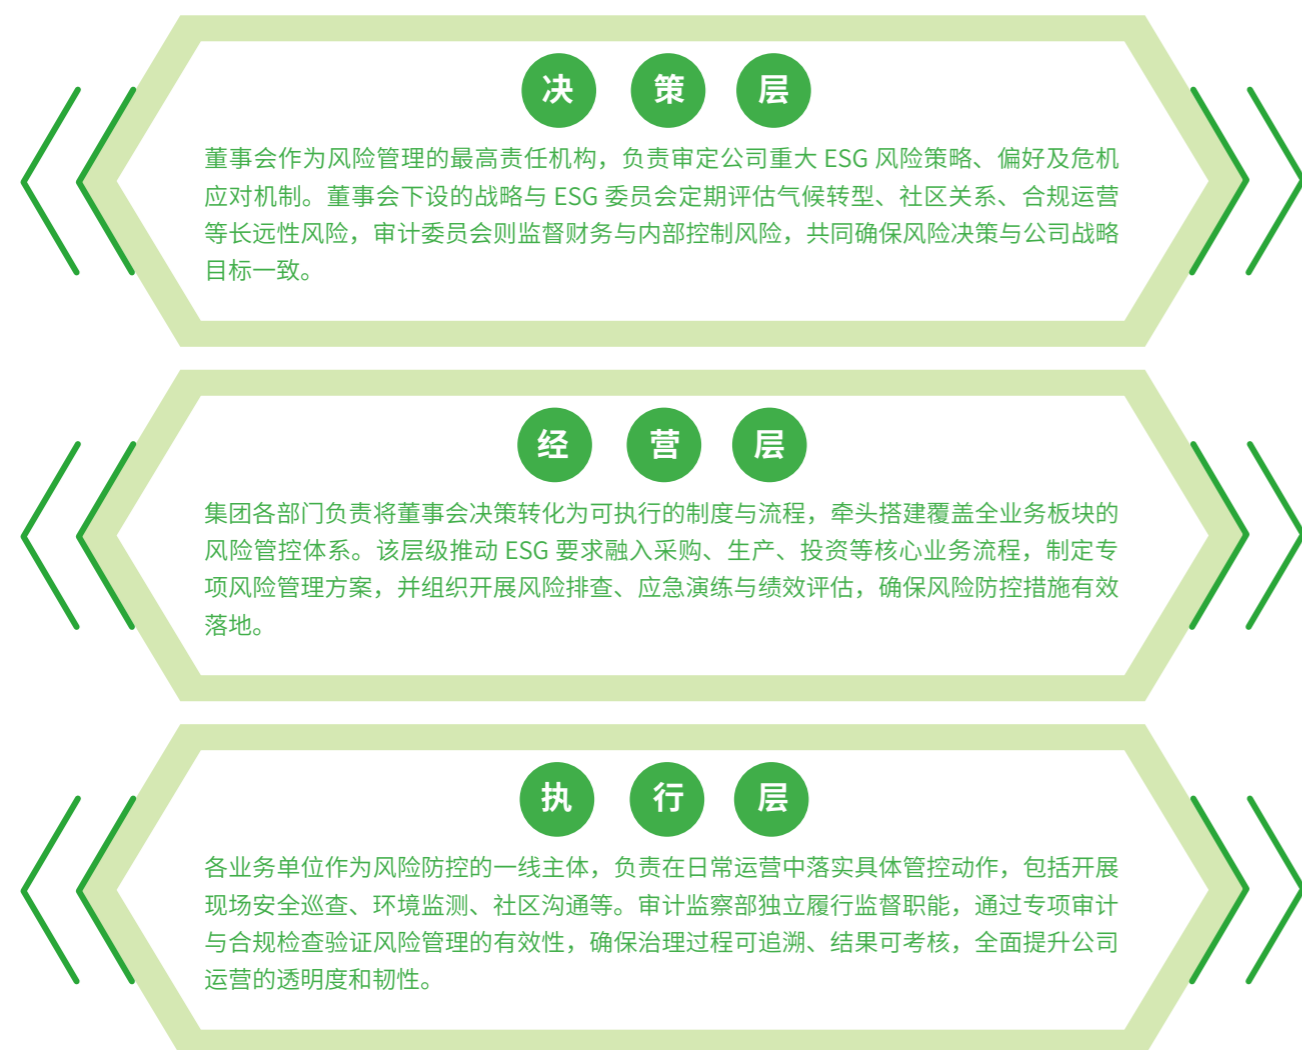 决策层
董事会作为风险管理的最高责任机构，负责审定公司重大 ESG 风险策略、偏好及危机
应对机制。董事会下设的战略与 ESG 委员会定期评估气候转型、社区关系、合规运营
等长远性风险，审计委员会则监督财务与内部控制风险，共同确保风险决策与公司战略
目标一致。
经营层
集团各部门负责将董事会决策转化为可执行的制度与流程，牵头搭建覆盖全业务板块的
风险管控体系。该层级推动 ESG 要求融入采购、生产、投资等核心业务流程，制定专
项风险管理方案，并组织开展风险排查、应急演练与绩效评估，确保风险防控措施有效
落地。
执行层
各业务单位作为风险防控的一线主体，负责在日常运营中落实具体管控动作，包括开展
现场安全巡查、环境监测、社区沟通等。审计监察部独立履行监督职能，通过专项审计
与合规检查验证风险管理的有效性，确保治理过程可追溯、结果可考核，全面提升公司
运营的透明度和韧性。